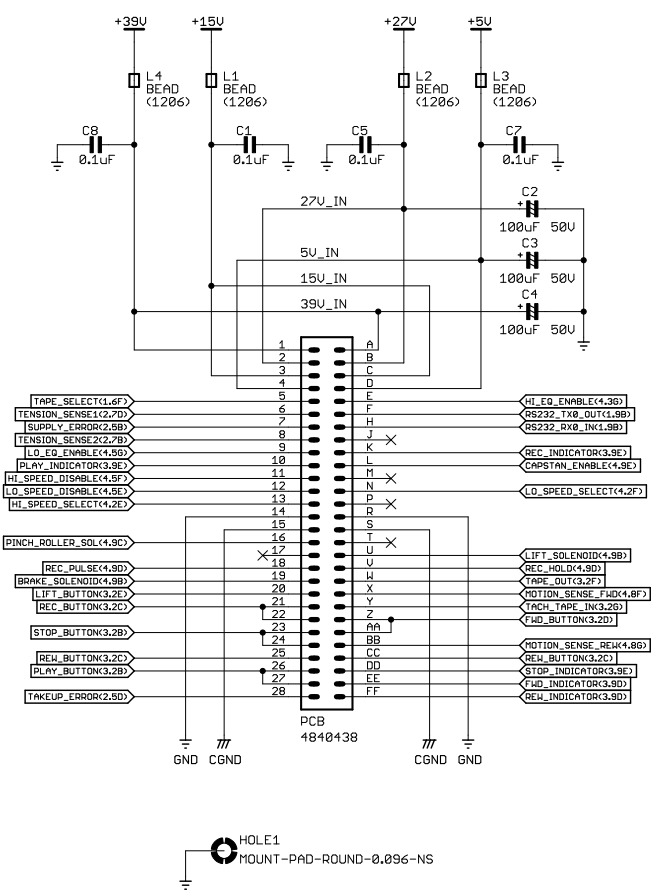 +39V +15V +27V +5V
L4 L1 L2 L3
BEAD BEAD BEAD BEAD
(1206) (1206) (1206) (1206)
C8 C1 C5 C7
0.1uF 0.1uF 0.1uF 0.1uF
C2
27V_IN +
100uF 50V
C3
5V_IN +
100uF 50V
15V_IN
C4
39V_IN +
100uF 50V
1 A
2 B
3 C
4 D
TAPE_SELECT(1.6F) 5 E HI_EQ_ENABLE(4.3G)
TENSION_SENSE1(2.7D) 6 F RS232_TX0_OUT(1.9B)
SUPPLY_ERROR(2.5B) 7 H RS232_RX0_IN(1.9B)
TENSION_SENSE2(2.7B) 8 J
LO_EQ_ENABLE(4.5G) 9 K REC_INDICATOR(3.9E)
PLAY_INDICATOR(3.9E) 10 L CAPSTAN_ENABLE(4.9E)
HI_SPEED_DISABLE(4.5F) 11 M
LO_SPEED_DISABLE(4.5E) 12 N LO_SPEED_SELECT(4.2F)
HI_SPEED_SELECT(4.2E) 13 P
14 R
15 S
PINCH_ROLLER_SOL(4.9C) 16 T
17 U LIFT_SOLENOID(4.9B)
REC_PULSE(4.9D) 18 V REC_HOLD(4.9D)
BRAKE_SOLENOID(4.9B) 19 W TAPE_OUT(3.2F)
LIFT_BUTTON(3.2E) 20 X MOTION_SENSE_FWD(4.8F)
REC_BUTTON(3.2C) 21 Y TACH_TAPE_IN(3.2G)
22 Z FWD_BUTTON(3.2D)
STOP_BUTTON(3.2B) 23 AA
24 BB MOTION_SENSE_REW(4.8G)
REW_BUTTON(3.2C) 25 CC REW_BUTTON(3.2C)
PLAY_BUTTON(3.2B) 26 DD STOP_INDICATOR(3.9E)
27 EE FWD_INDICATOR(3.9D)
TAKEUP_ERROR(2.5D) 28 FF REW_INDICATOR(3.9D)
PCB
4840438
GND CGND CGND GND
HOLE1
MOUNT-PAD-ROUND-0.096-NS